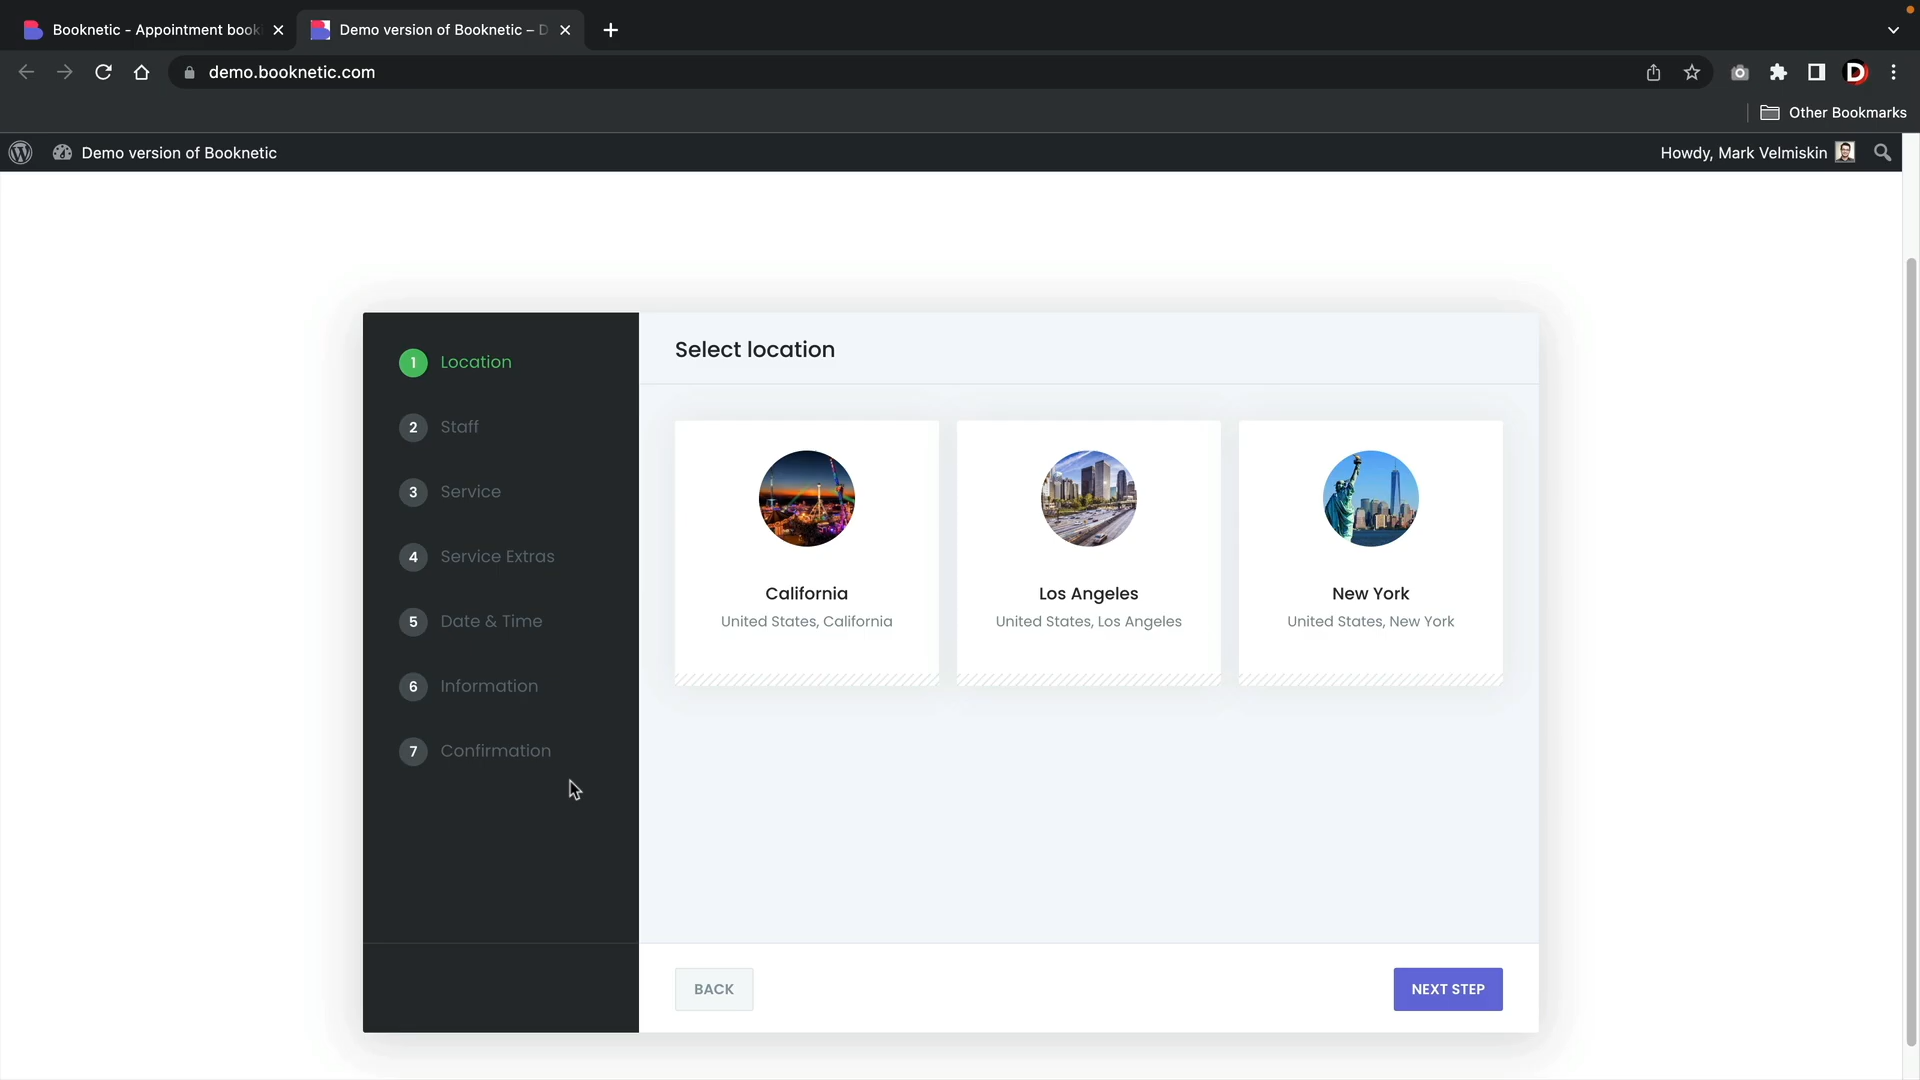 Booknetic - Appointment book
Demo version of Booknetic – D
demo.booknetic.com
Other Bookmarks
Demo version of Booknetic
Howdy, Mark Velmiskin
1 Location
2 Staff
3 Service
4 Service Extras
5 Date & Time
6 Information
7 Confirmation
Select location
California
United States, California
Los Angeles
United States, Los Angeles
New York
United States, New York
BACK
NEXT STEP